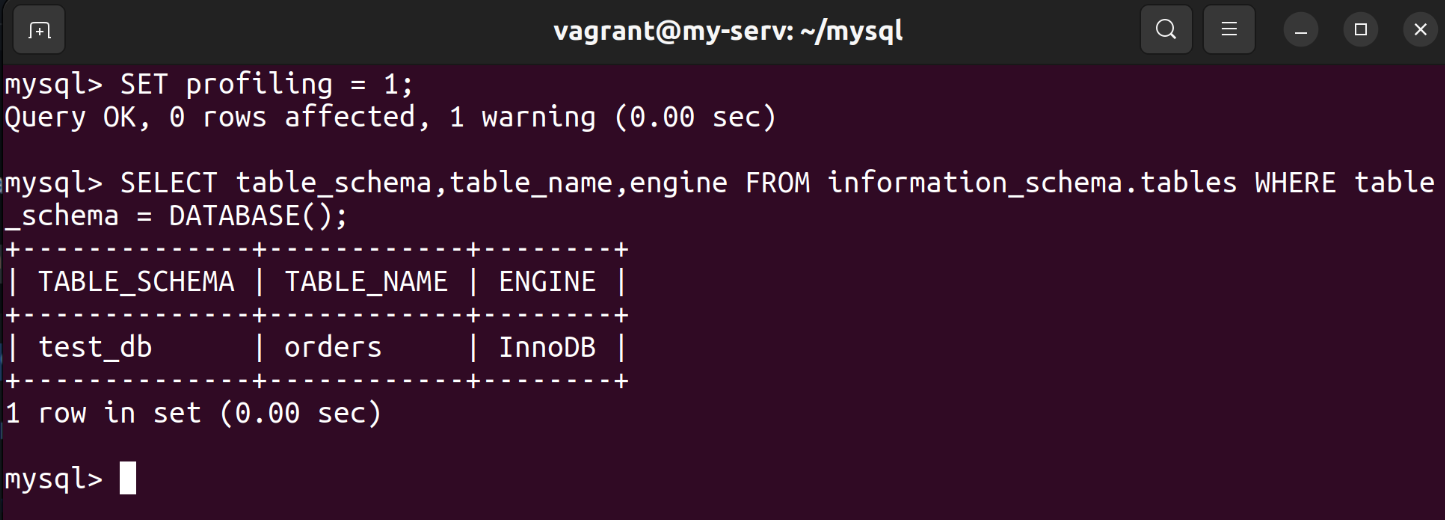 vagrant@my-serv: ~/mysql
mysql> SET profiling = 1;
Query OK, 0 rows affected, 1 warning (0.00 sec)
mysql> SELECT table_schema,table_name,engine FROM information_schema.tables WHERE table
_schema = DATABASE();
+--------------+------------+--------+
| TABLE_SCHEMA | TABLE_NAME | ENGINE |
+--------------+------------+--------+
| test_db      | orders     | InnoDB |
+--------------+------------+--------+
1 row in set (0.00 sec)
mysql>